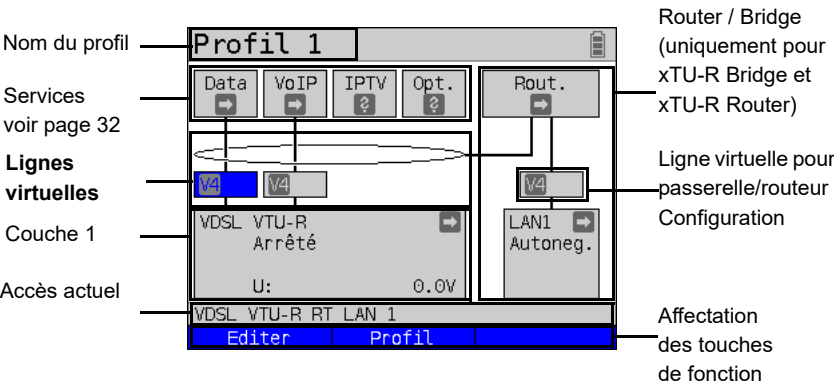 Nom du profil
Services
voir page 32
Lignes
virtuelles
Couche 1
Accès actuel
Profil 1
Data
VoIP
IPTV
Opt.
?
?
Rout.
V4
V4
V4
VDSL VTU-R
Arrêté
U: 0.0V
LAN1
Autoneg.
VDSL VTU-R RT LAN 1
Editer
Profil
Router / Bridge
(uniquement pour
xTU-R Bridge et
xTU-R Router)
Ligne virtuelle pour
passerelle/routeur
Configuration
Affectation
des touches
de fonction